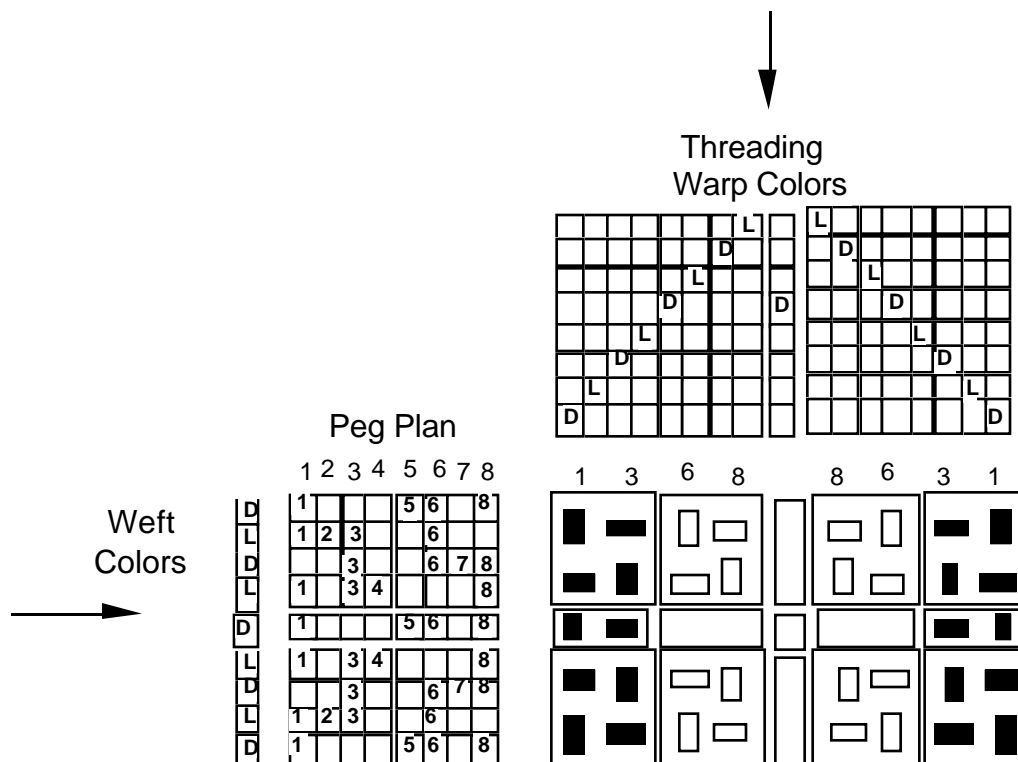 Threading
Warp Colors
L L
D D
L L
D D D
L L
D D
L L
D D
Peg Plan
1 2 3 4 5 6 7 8 1 3 6 8 8 6 3 1
Weft
Colors
D 1 5 6 8
L 1 2 3 6
D 3 6 7 8
L 1 3 4 8
D 1 5 6 8
L 1 3 4 8
D 3 6 7 8
L 1 2 3 6
D 1 5 6 8